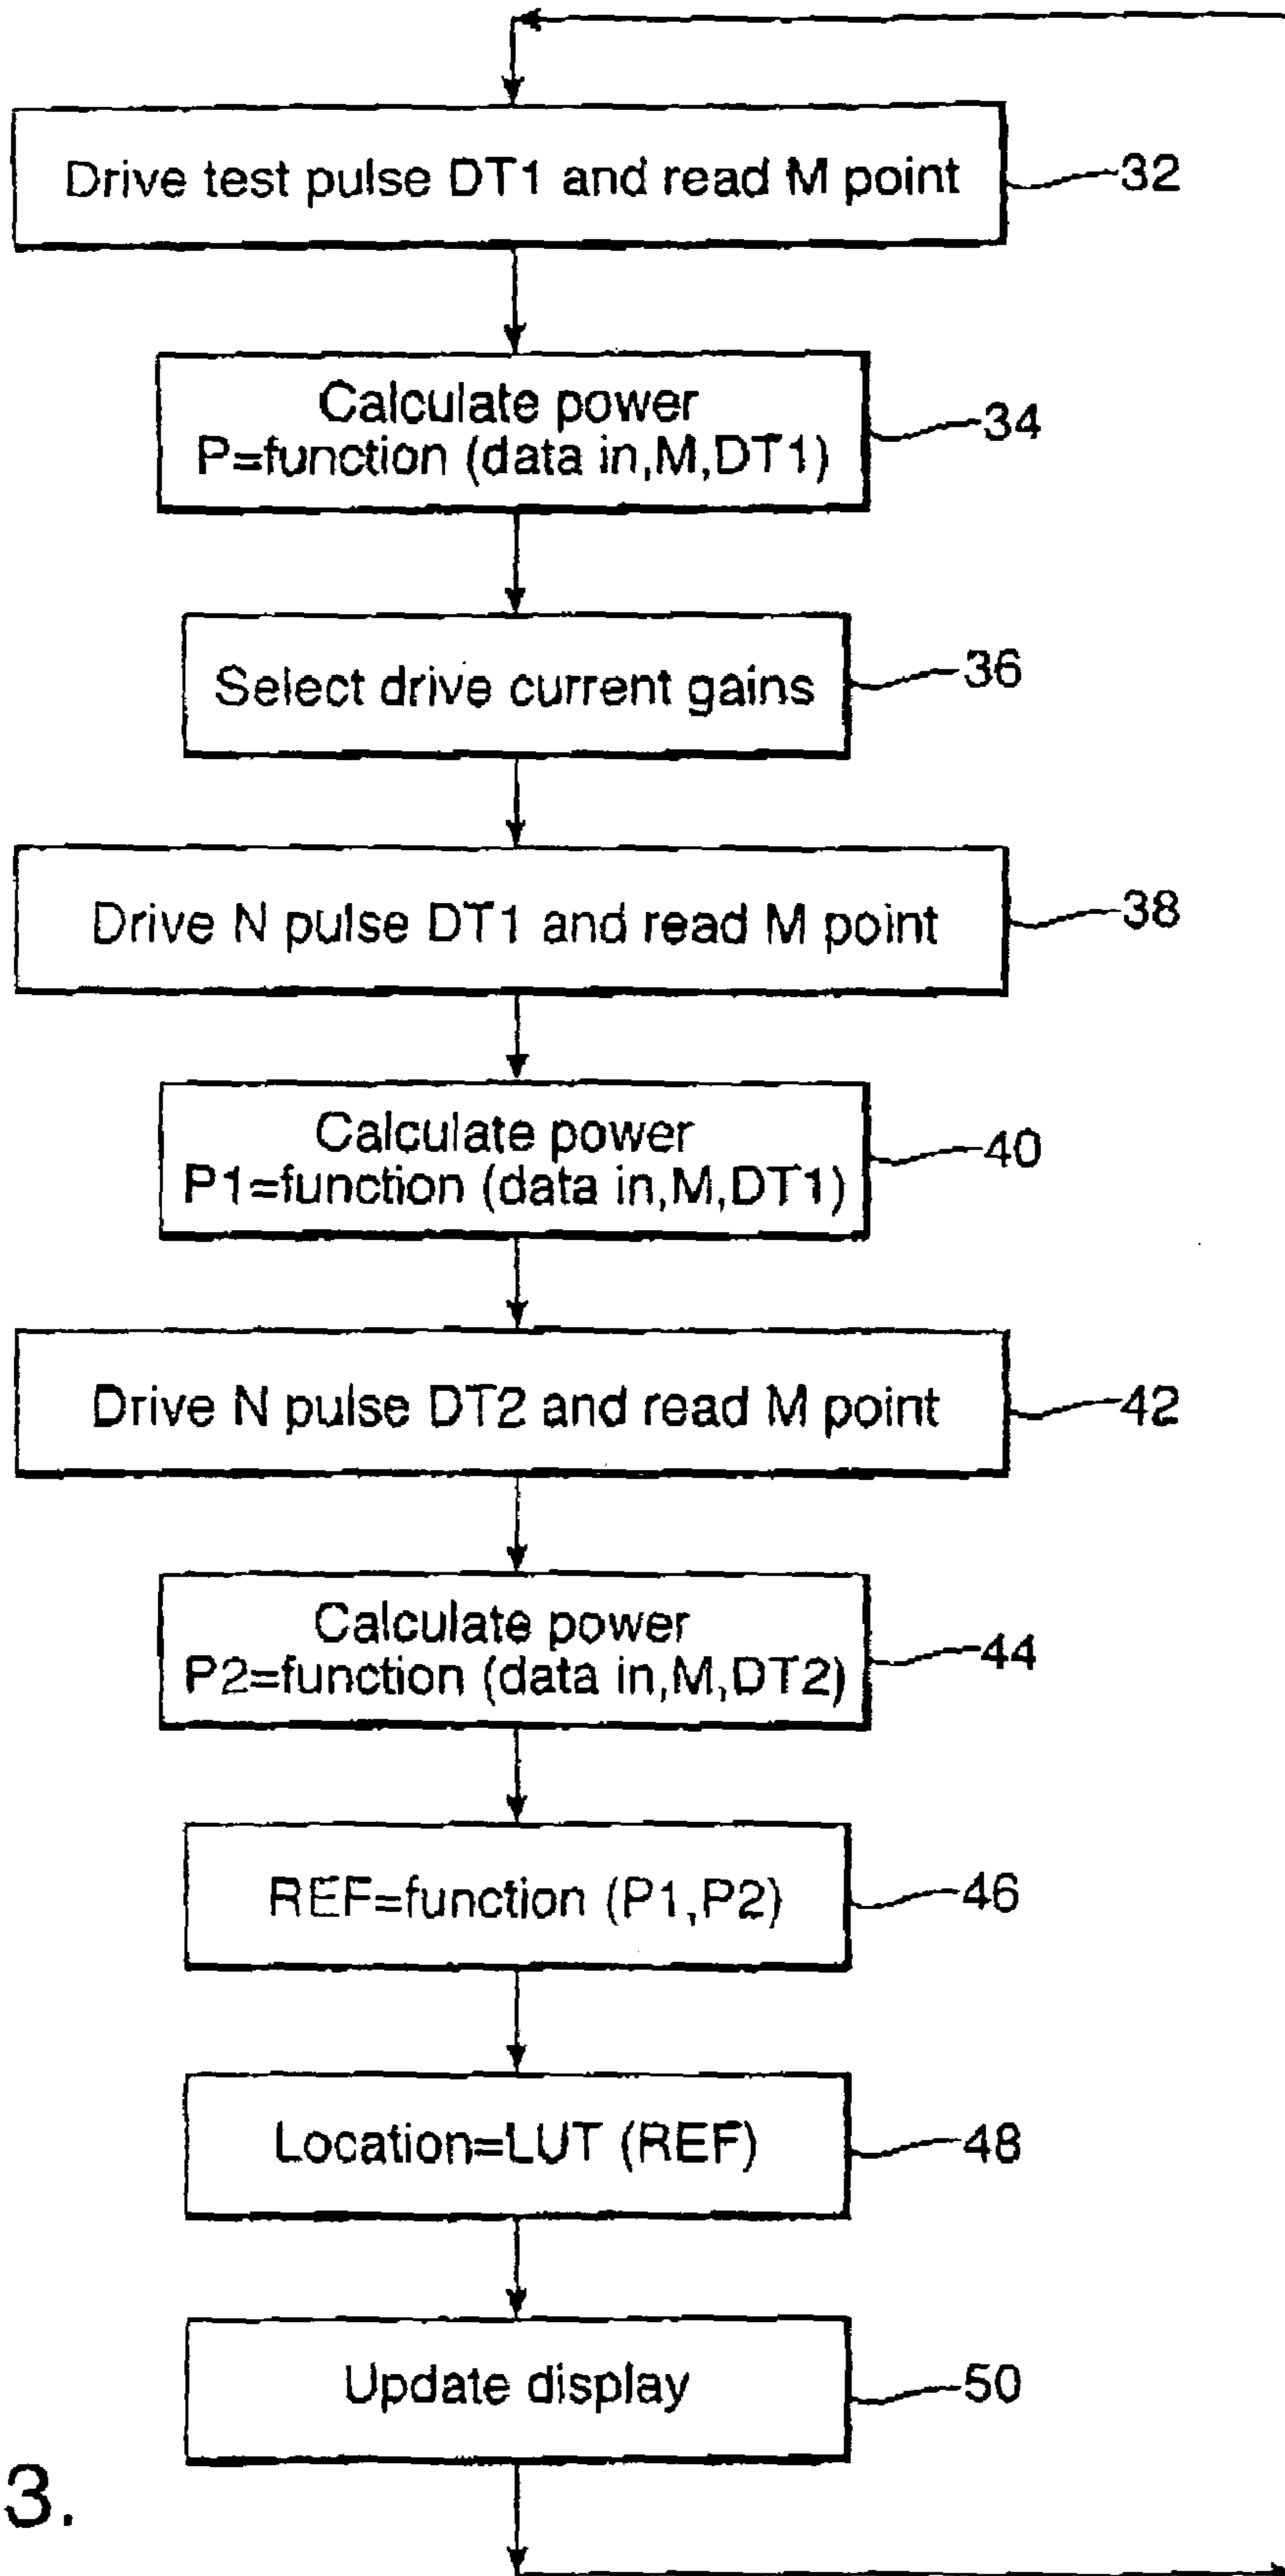 Drive test pulse DT1 and read M point
32
Calculate power
P=function (data in,M,DT1)
34
Select drive current gains
36
Drive N pulse DT1 and read M point
38
Calculate power
P1=function (data in,M,DT1)
40
Drive N pulse DT2 and read M point
42
Calculate power
P2=function (data in,M,DT2)
44
REF=function (P1,P2)
46
Location=LUT (REF)
48
Update display
50
3.